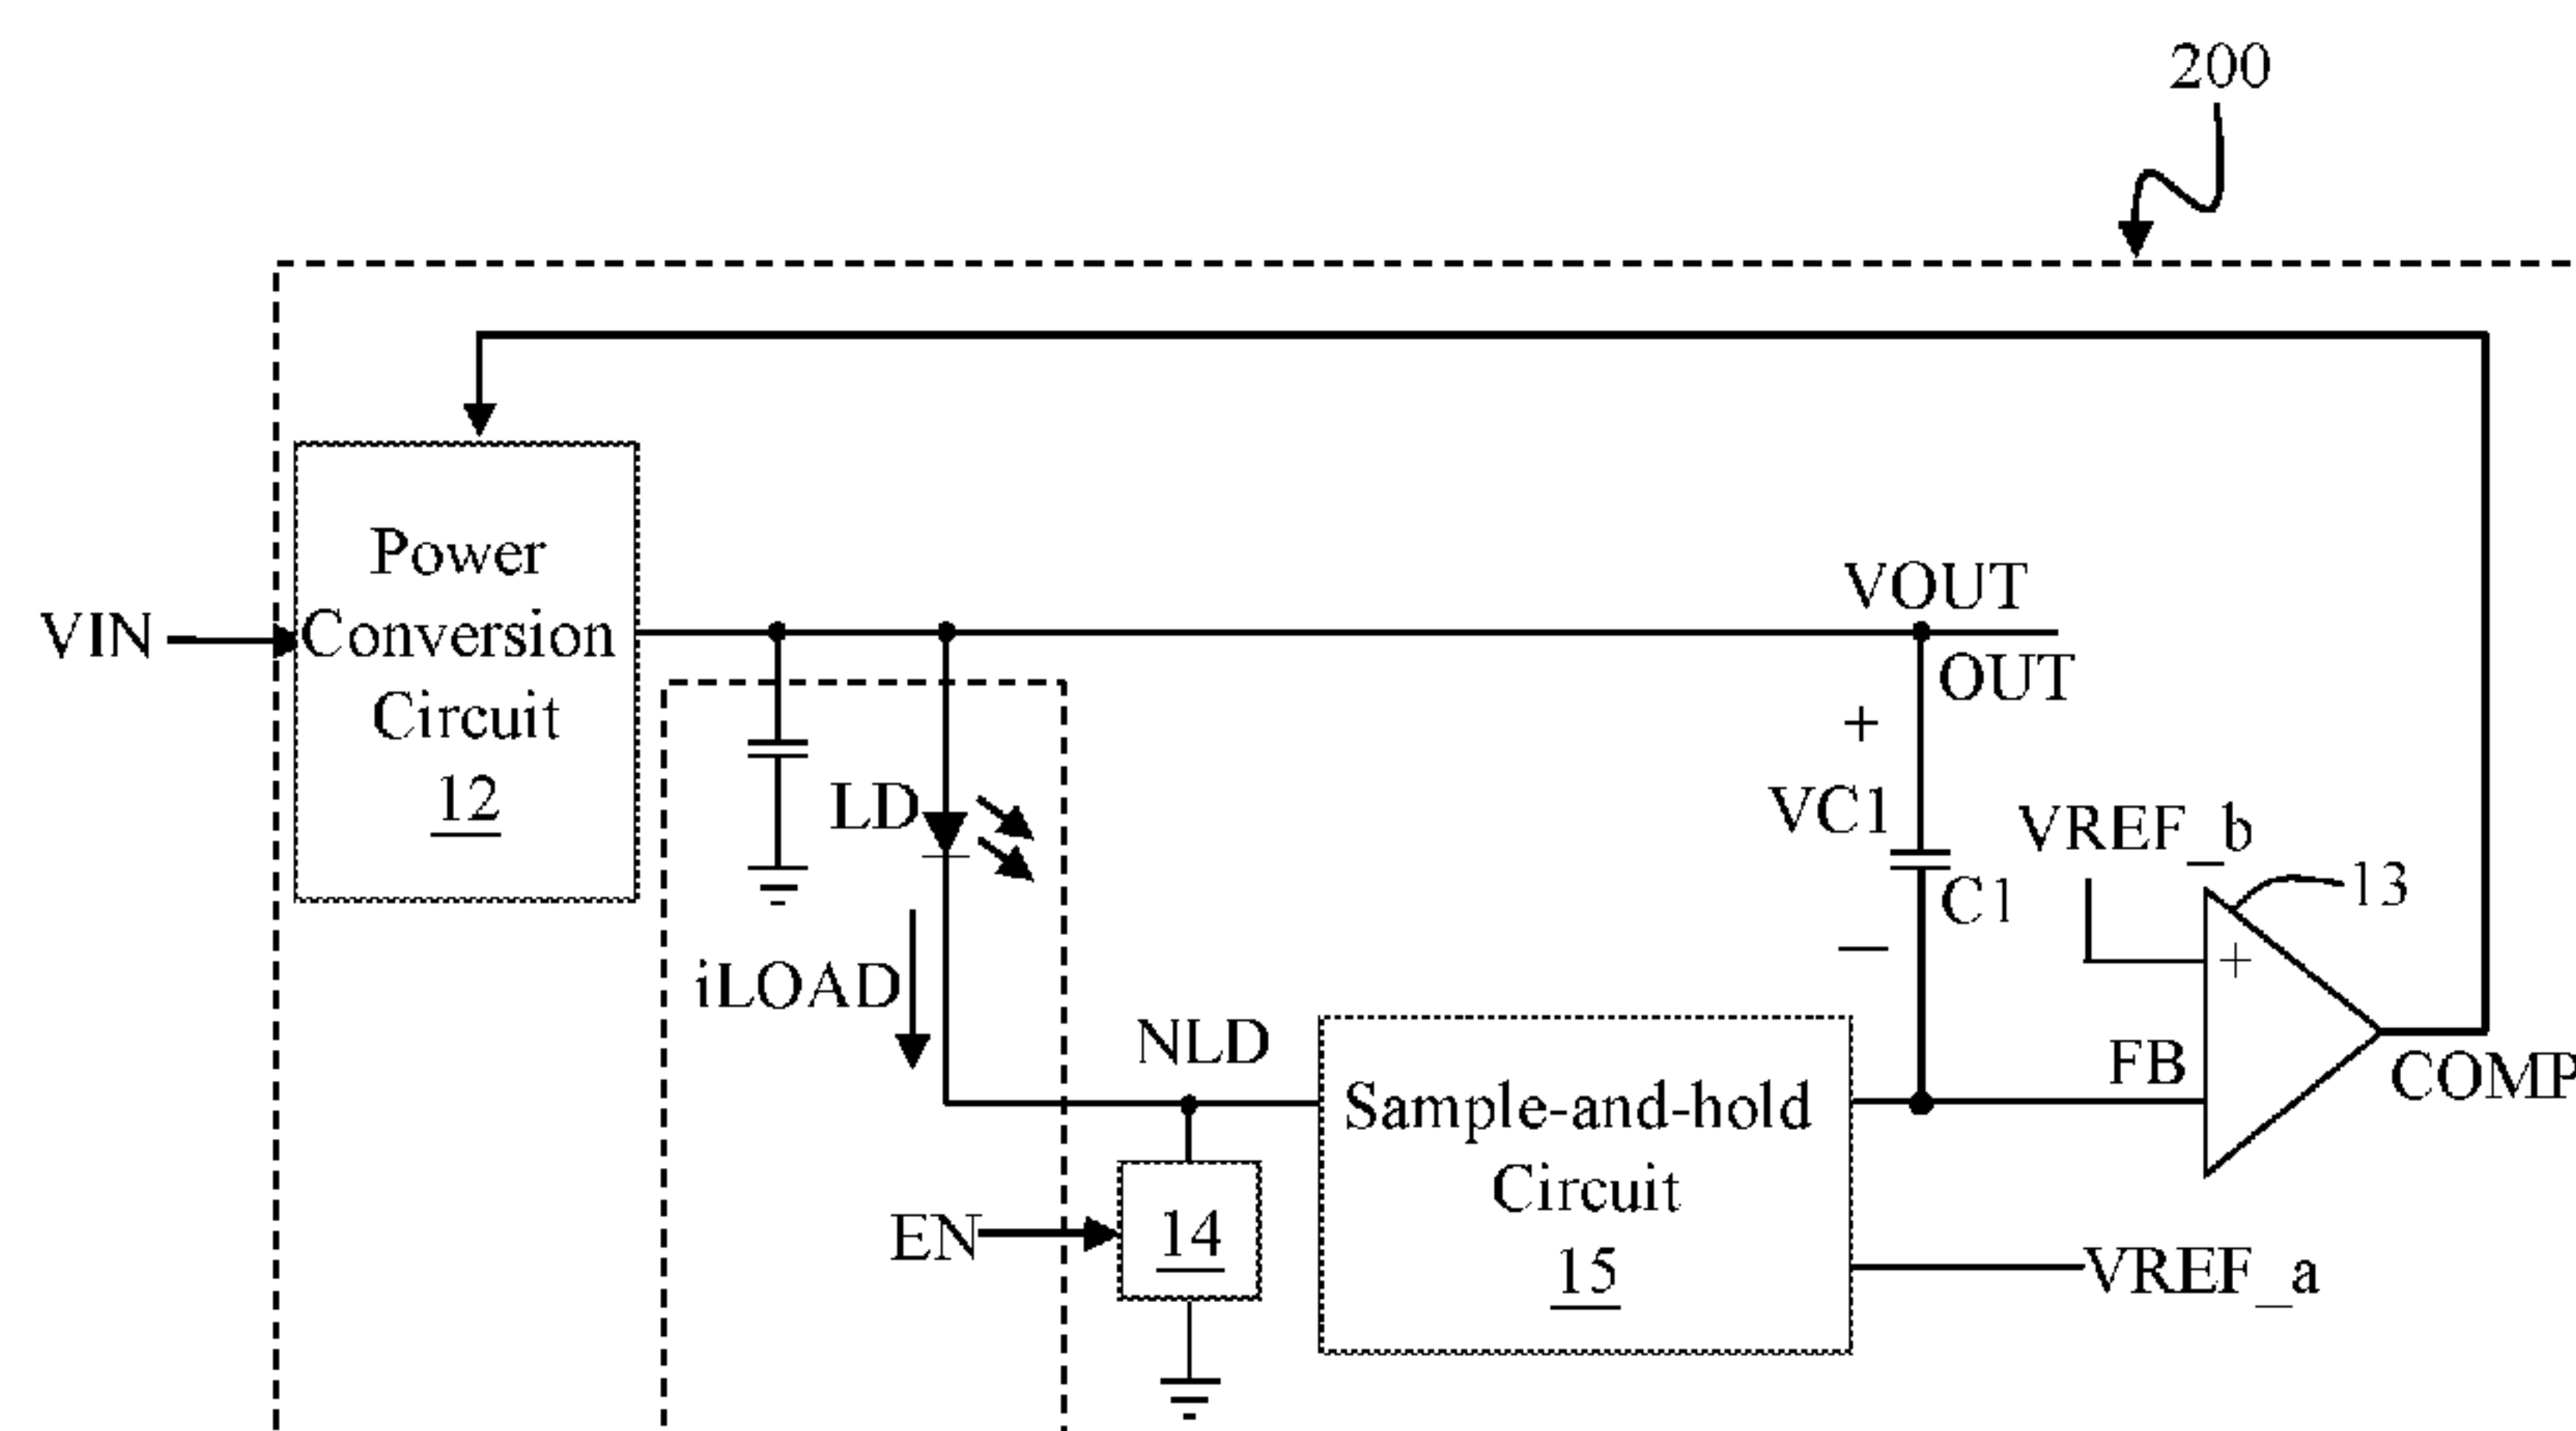 200
VIN
Power
Conversion
Circuit
12
VOUT
OUT
+
VC1
C1
—
LD
iLOAD
VREF_b
13
+
FB
COMP
NLD
EN
14
Sample-and-hold
Circuit
15
VREF_a